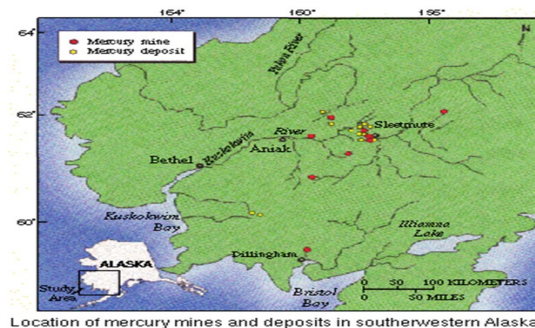 164° 160° 156°
N
64°
Mercury mine
Mercury deposit
Yukon River
62°
Sleetmute
Kuskokwim River
Aniak
Bethel
60°
Kuskokwim
Bay
Iliamna
Lake
Dillingham
ALASKA
Study
Area
Bristol
Bay
0 100 KILOMETERS
0 50 MILES
Location of mercury mines and deposits in southerwestern Alaska